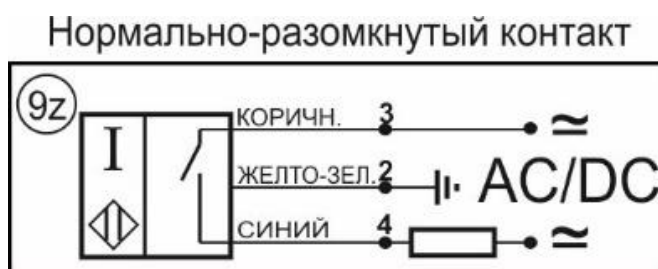 Нормально-разомкнутый контакт
9z
КОРИЧН. 3 ≃
I
ЖЕЛТО-ЗЕЛ. 2 AC/DC
СИНИЙ 4 ≃